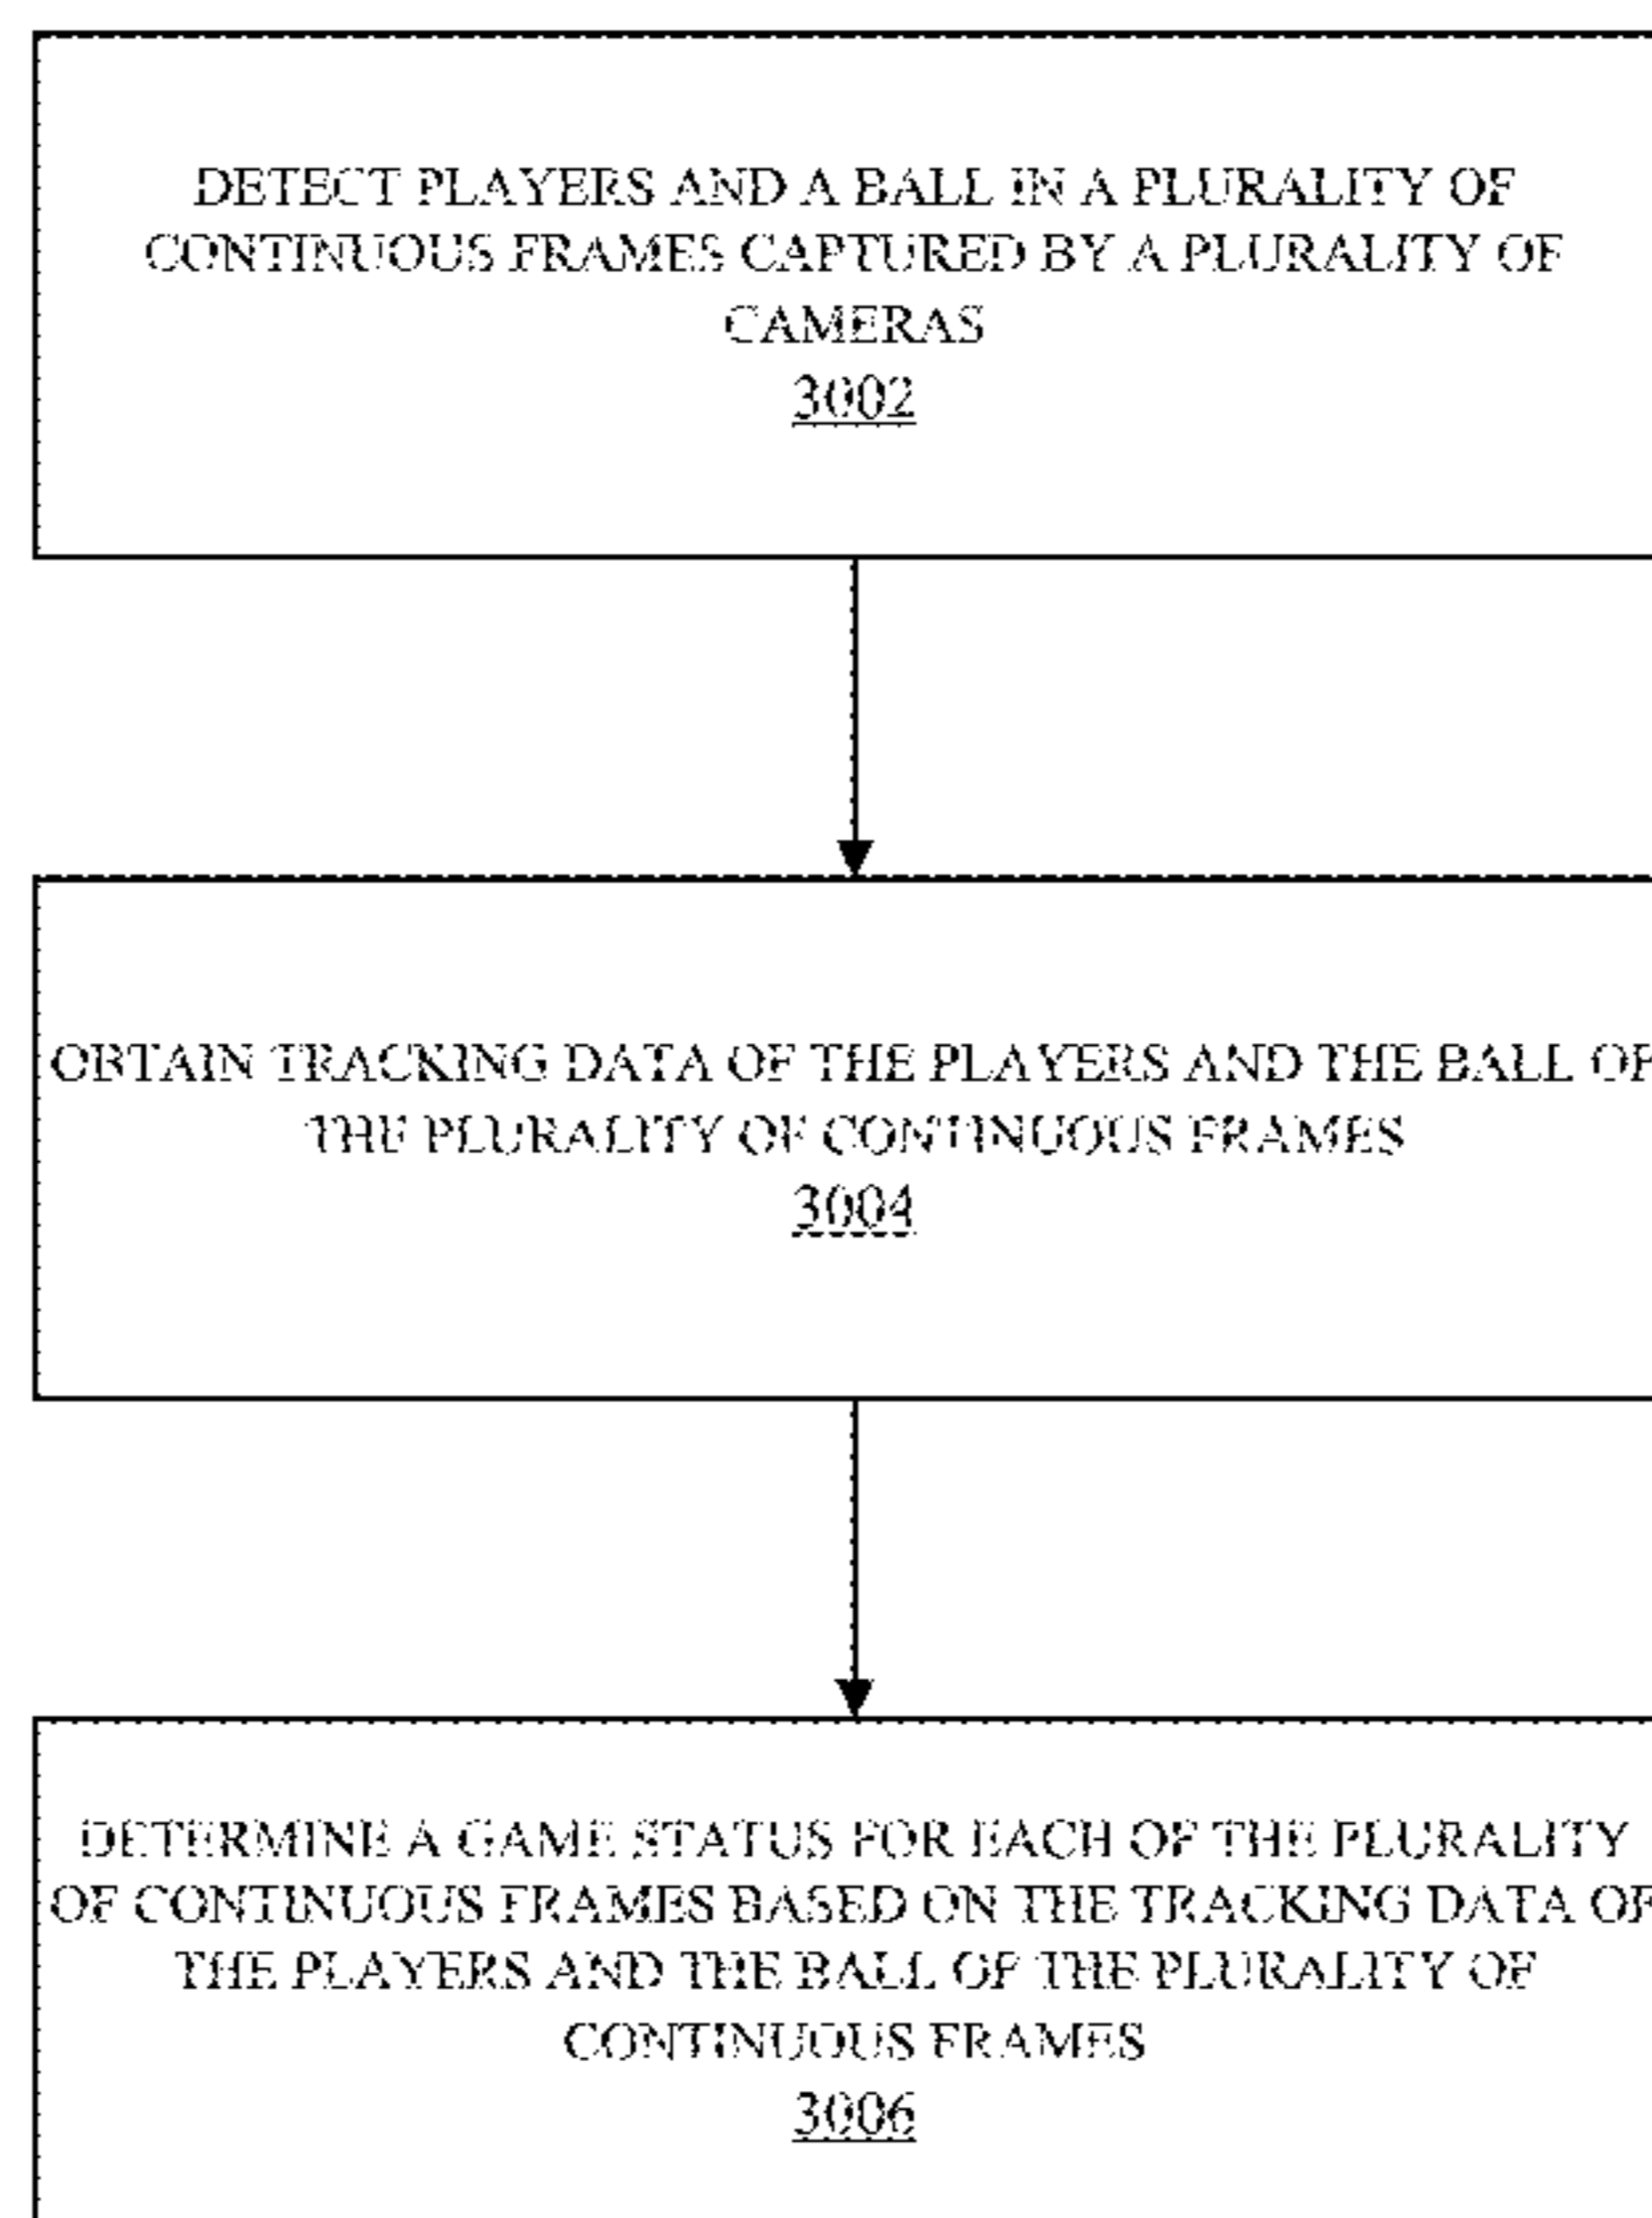 DETECT PLAYERS AND A BALL IN A PLURALITY OF
CONTINUOUS FRAMES CAPTURED BY A PLURALITY OF
CAMERAS
3002
OBTAIN TRACKING DATA OF THE PLAYERS AND THE BALL OF
THE PLURALITY OF CONTINUOUS FRAMES
3004
DETERMINE A GAME STATUS FOR EACH OF THE PLURALITY
OF CONTINUOUS FRAMES BASED ON THE TRACKING DATA OF
THE PLAYERS AND THE BALL OF THE PLURALITY OF
CONTINUOUS FRAMES
3006